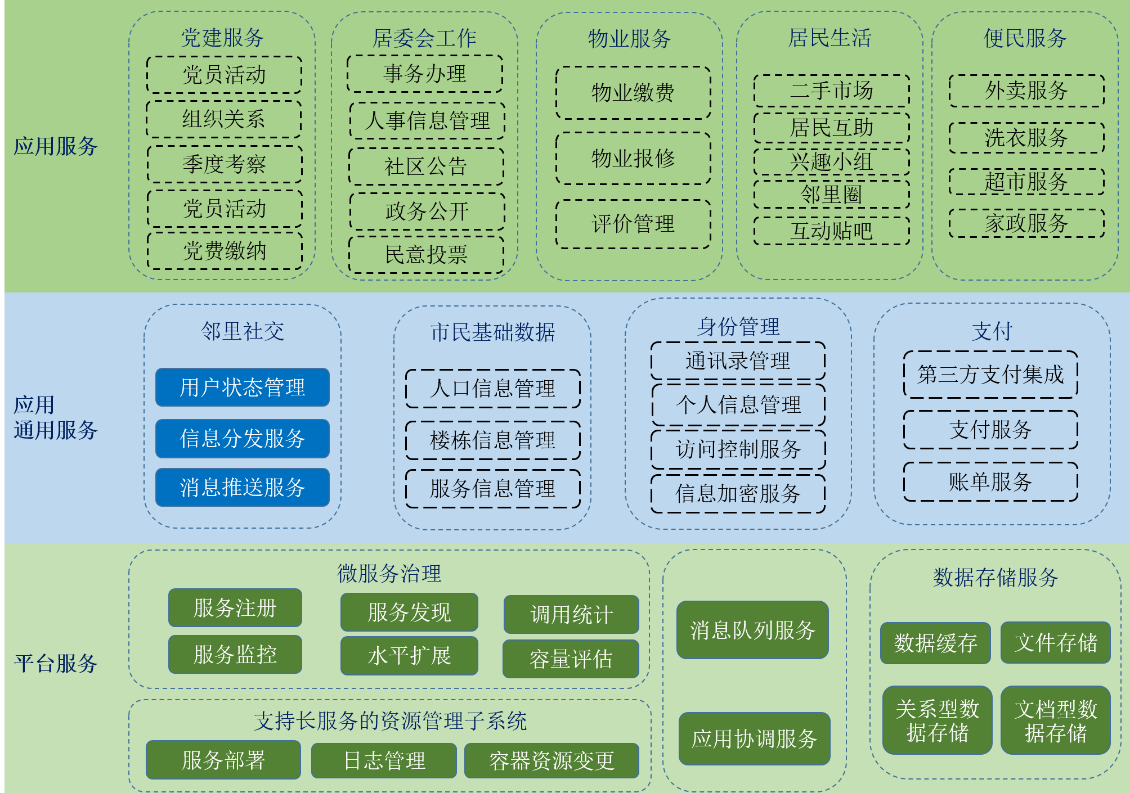 应用服务
党建服务
党员活动
组织关系
季度考察
党员活动
党费缴纳
居委会工作
事务办理
人事信息管理
社区公告
政务公开
民意投票
物业服务
物业缴费
物业报修
评价管理
居民生活
二手市场
居民互助
兴趣小组
邻里圈
互动贴吧
便民服务
外卖服务
洗衣服务
超市服务
家政服务
应用
通用服务
邻里社交
用户状态管理
信息分发服务
消息推送服务
市民基础数据
人口信息管理
楼栋信息管理
服务信息管理
身份管理
通讯录管理
个人信息管理
访问控制服务
信息加密服务
支付
第三方支付集成
支付服务
账单服务
平台服务
微服务治理
服务注册
服务发现
调用统计
服务监控
水平扩展
容量评估
支持长服务的资源管理子系统
服务部署
日志管理
容器资源变更
消息队列服务
应用协调服务
数据存储服务
数据缓存
文件存储
关系型数
据存储
文档型数
据存储